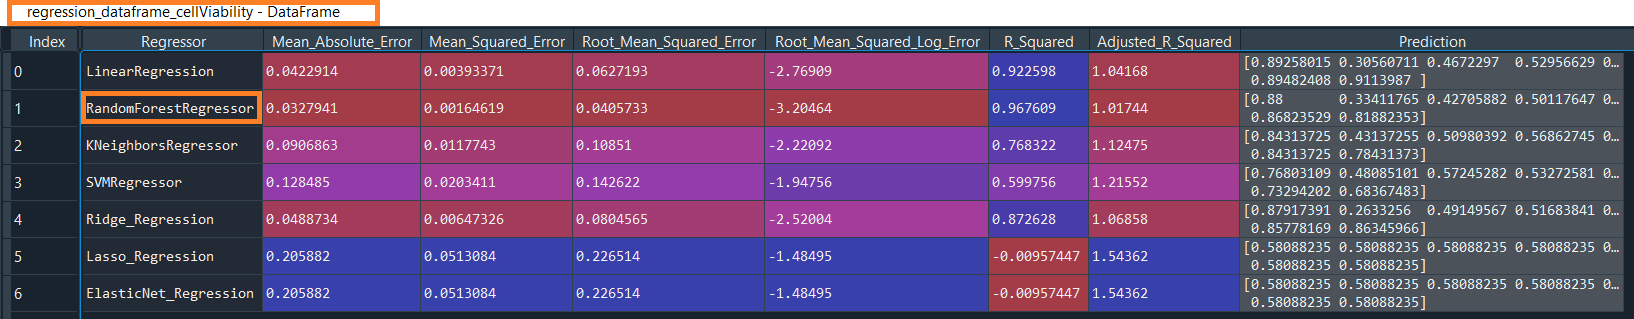 regression_dataframe_cellViability - DataFrame
Index Regressor Mean_Absolute_Error Mean_Squared_Error Root_Mean_Squared_Error Root_Mean_Squared_Log_Error R_Squared Adjusted_R_Squared Prediction
0 LinearRegression 0.0422914 0.00393371 0.0627193 -2.76909 0.922598 1.04168 [0.89258015 0.30560711 0.4672297 0.52956629 0…
0.89482408 0.9113987 ]
1 RandomForestRegressor 0.0327941 0.00164619 0.0405733 -3.20464 0.967609 1.01744 [0.88 0.33411765 0.42705882 0.50117647 0…
0.86823529 0.81882353]
2 KNeighborsRegressor 0.0906863 0.0117743 0.10851 -2.22092 0.768322 1.12475 [0.84313725 0.43137255 0.50980392 0.56862745 0…
0.84313725 0.78431373]
3 SVMRegressor 0.128485 0.0203411 0.142622 -1.94756 0.599756 1.21552 [0.76803109 0.48085101 0.57245282 0.53272581 0…
0.73294202 0.68367483]
4 Ridge_Regression 0.0488734 0.00647326 0.0804565 -2.52004 0.872628 1.06858 [0.87917391 0.2633256 0.49149567 0.51683841 0…
0.85778169 0.86345966]
5 Lasso_Regression 0.205882 0.0513084 0.226514 -1.48495 -0.00957447 1.54362 [0.58088235 0.58088235 0.58088235 0.58088235 0…
0.58088235 0.58088235]
6 ElasticNet_Regression 0.205882 0.0513084 0.226514 -1.48495 -0.00957447 1.54362 [0.58088235 0.58088235 0.58088235 0.58088235 0…
0.58088235 0.58088235]